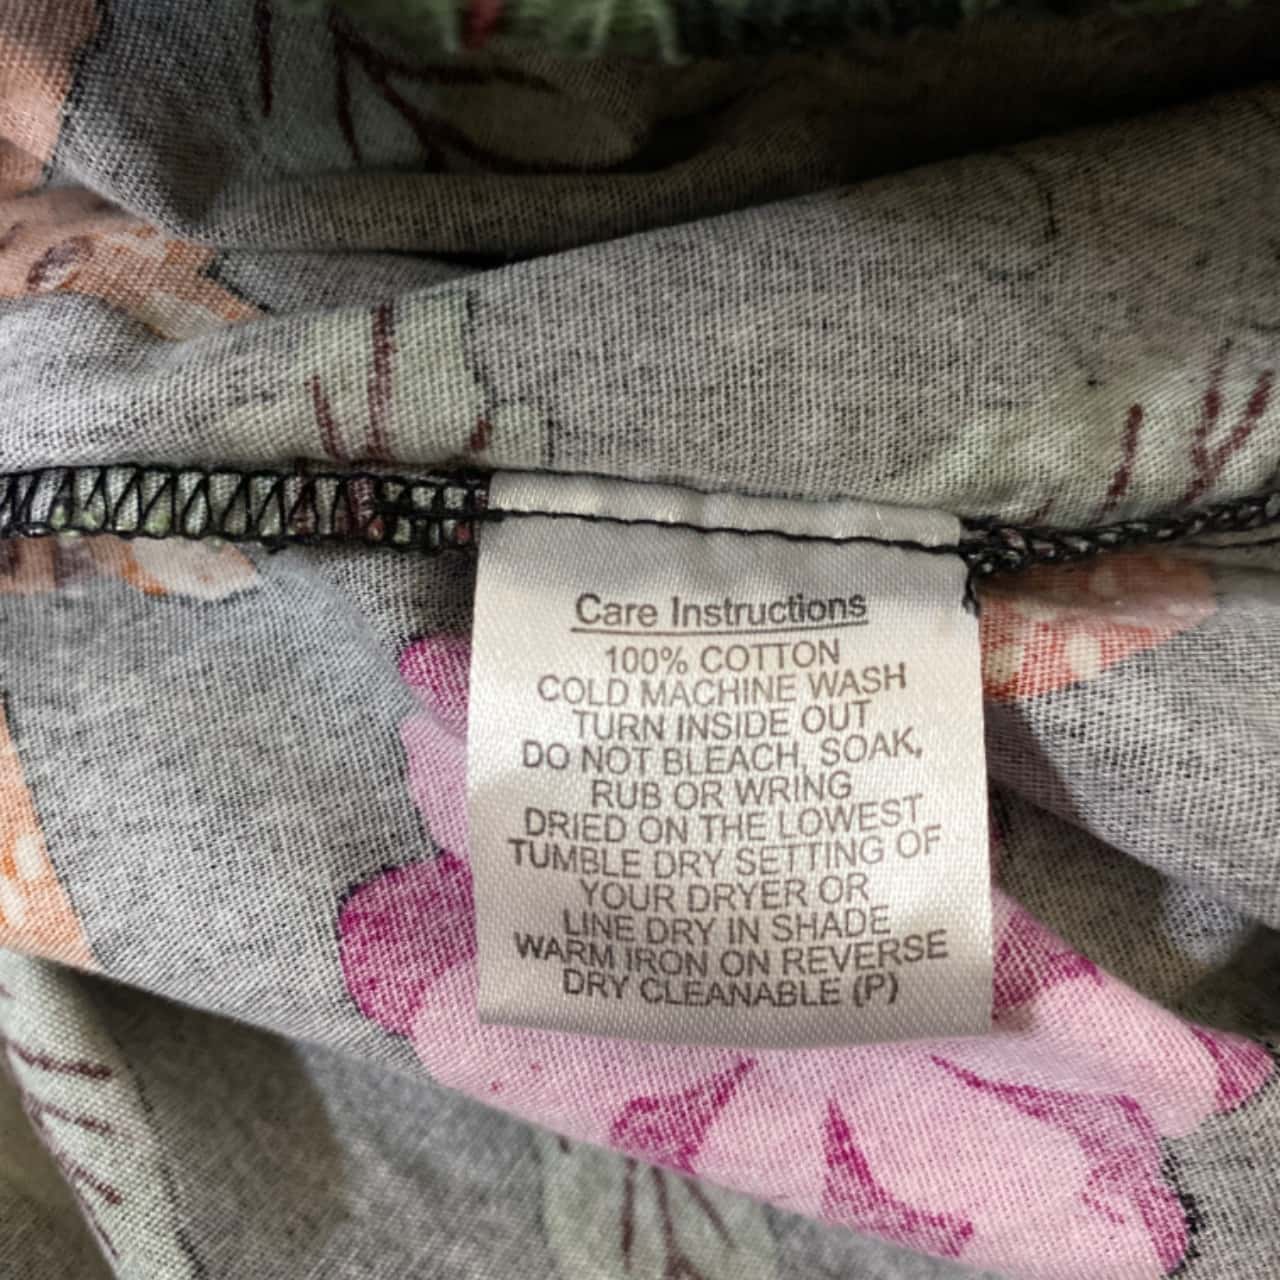 Care Instructions
100% COTTON
COLD MACHINE WASH
TURN INSIDE OUT
DO NOT BLEACH, SOAK,
RUB OR WRING
DRIED ON THE LOWEST
TUMBLE DRY SETTING OF
YOUR DRYER OR
LINE DRY IN SHADE
WARM IRON ON REVERSE
DRY CLEANABLE (P)